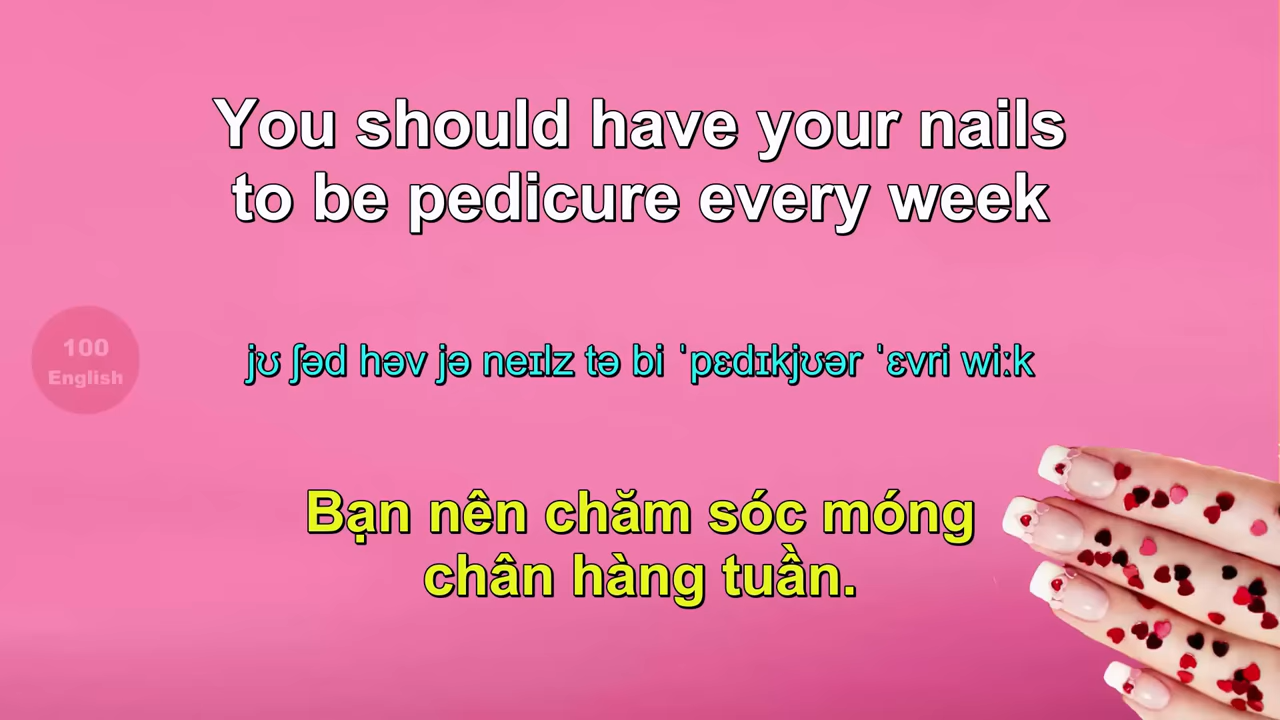 You should have your nails
to be pedicure every week
100
English
jʊ ʃəd həv jə neɪlz tə bi ˈpɛdɪkjʊər ˈɛvri wiːk
Bạn nên chăm sóc móng
chân hàng tuần.